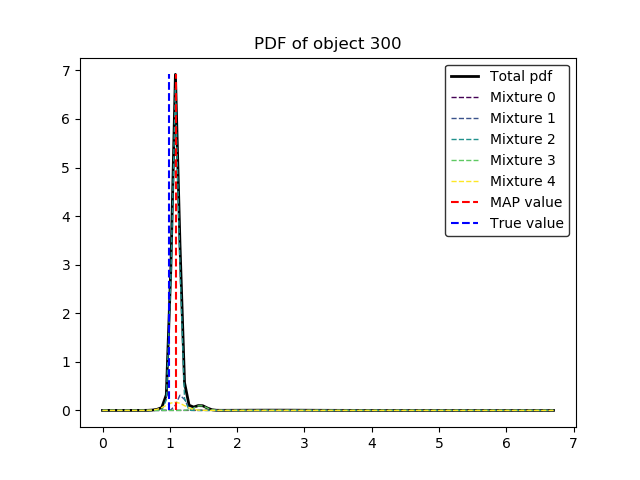 PDF of object 300
Total pdf
Mixture 0
Mixture 1
Mixture 2
Mixture 3
Mixture 4
MAP value
True value
7
6
5
4
3
2
1
0
0 1 2 3 4 5 6 7